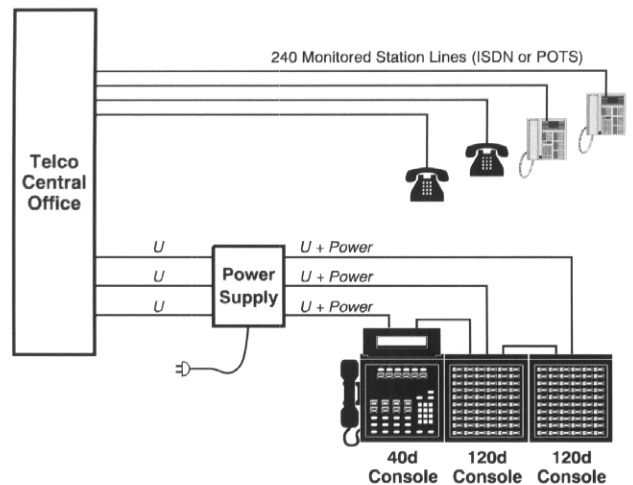 240 Monitored Station Lines (ISDN or POTS)
Telco
Central
Office
U
U + Power
U
U + Power
U
U + Power
Power
Supply
40d
Console
120d
Console
120d
Console